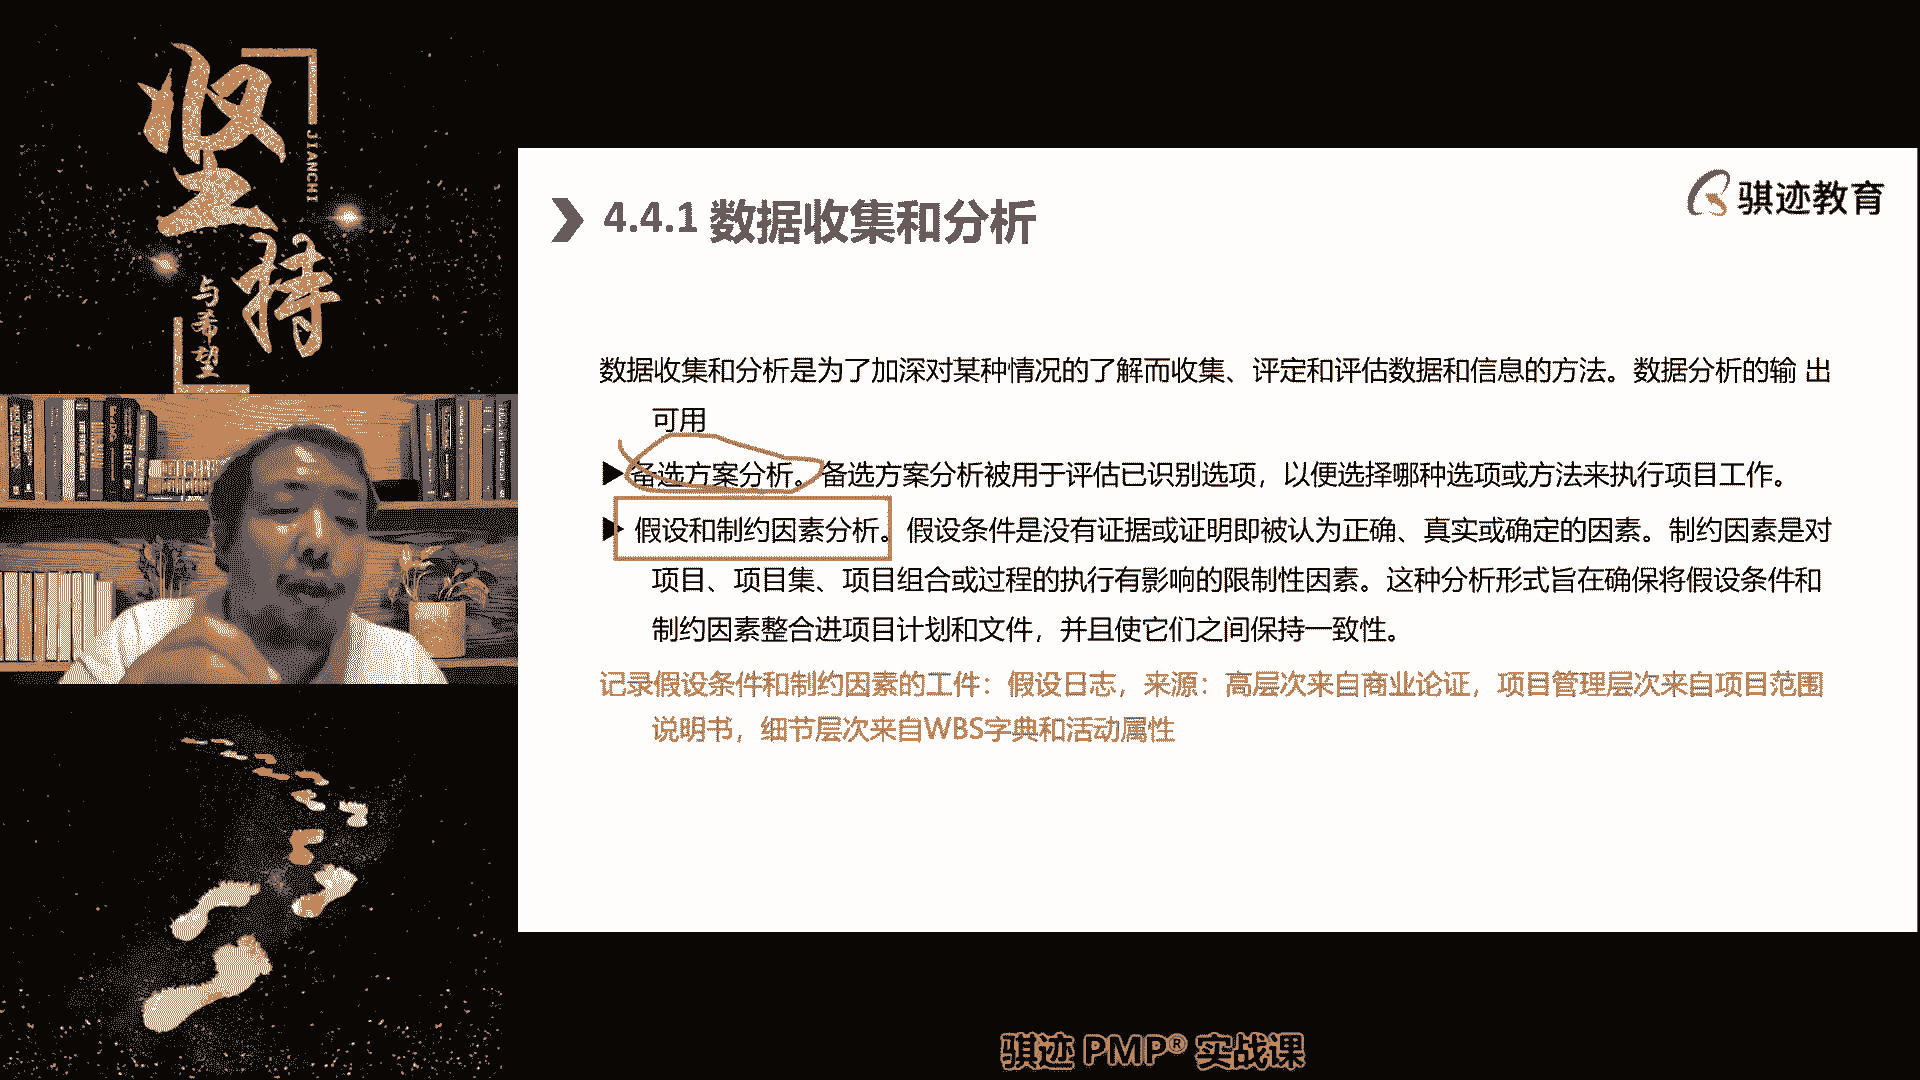 坚持
JIANCHI
与希望
骐迹教育
4.4.1 数据收集和分析
数据收集和分析是为了加深对某种情况的了解而收集、评定和评估数据和信息的方法。数据分析的输 出
可用
备选方案分析。备选方案分析被用于评估已识别选项，以便选择哪种选项或方法来执行项目工作。
假设和制约因素分析。假设条件是没有证据或证明即被认为正确、真实或确定的因素。制约因素是对
项目、项目集、项目组合或过程的执行有影响的限制性因素。这种分析形式旨在确保将假设条件和
制约因素整合进项目计划和文件，并且使它们之间保持一致性。
记录假设条件和制约因素的工件：假设日志，来源：高层次来自商业论证，项目管理层次来自项目范围
说明书，细节层次来自WBS字典和活动属性
骐迹 PMP® 实战课